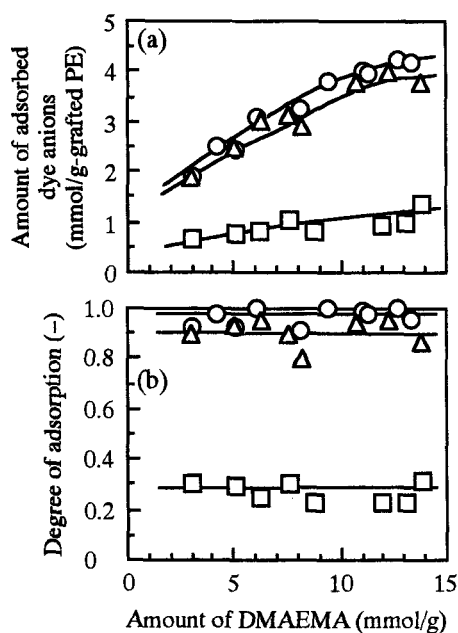 Amount of adsorbed
dye anions
(mmol/g-grafted PE)
(a)
5
4
3
2
1
0
Degree of adsorption (-)
(b)
1.0
0.8
0.6
0.4
0.2
0
0 5 10 15
Amount of DMAEMA (mmol/g)